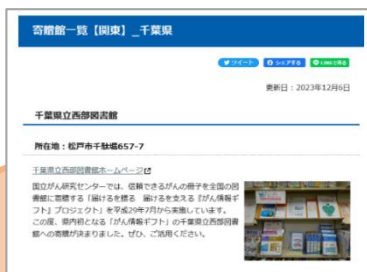 寄贈館一覧【関東】_千葉県
ツイート シェアする LINEで送る
更新日：2023年12月6日
千葉県立西部図書館
所在地：松戸市千駄堀657-7
千葉県立西部図書館ホームページ
国立がん研究センターでは、信頼できるがんの冊子を全国の図
書館に寄贈する「届けるを贈る　届けるを支える『がん情報ギ
フト』プロジェクト」を平成29年7月から実施しています。
この度、県内初となる「がん情報ギフト」の千葉県立西部図書
館への寄贈が決まりました。ぜひ、ご活用ください。